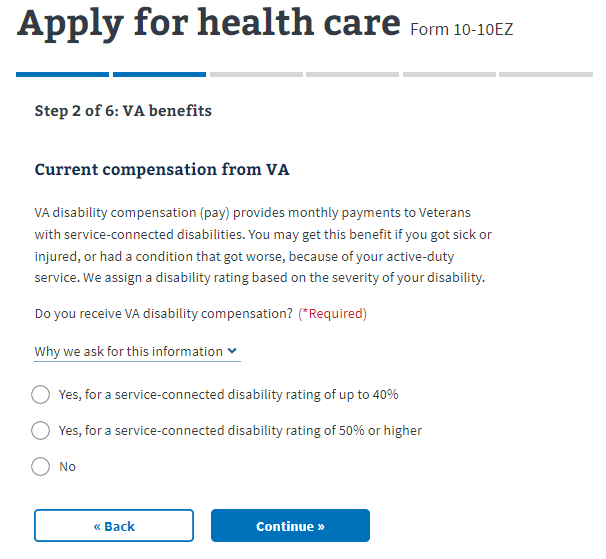 Apply for health care Form 10-10EZ
Step 2 of 6: VA benefits
Current compensation from VA
VA disability compensation (pay) provides monthly payments to Veterans
with service-connected disabilities. You may get this benefit if you got sick or
injured, or had a condition that got worse, because of your active-duty
service. We assign a disability rating based on the severity of your disability.
Do you receive VA disability compensation? (*Required)
Why we ask for this information
Yes, for a service-connected disability rating of up to 40%
Yes, for a service-connected disability rating of 50% or higher
No
« Back
Continue »